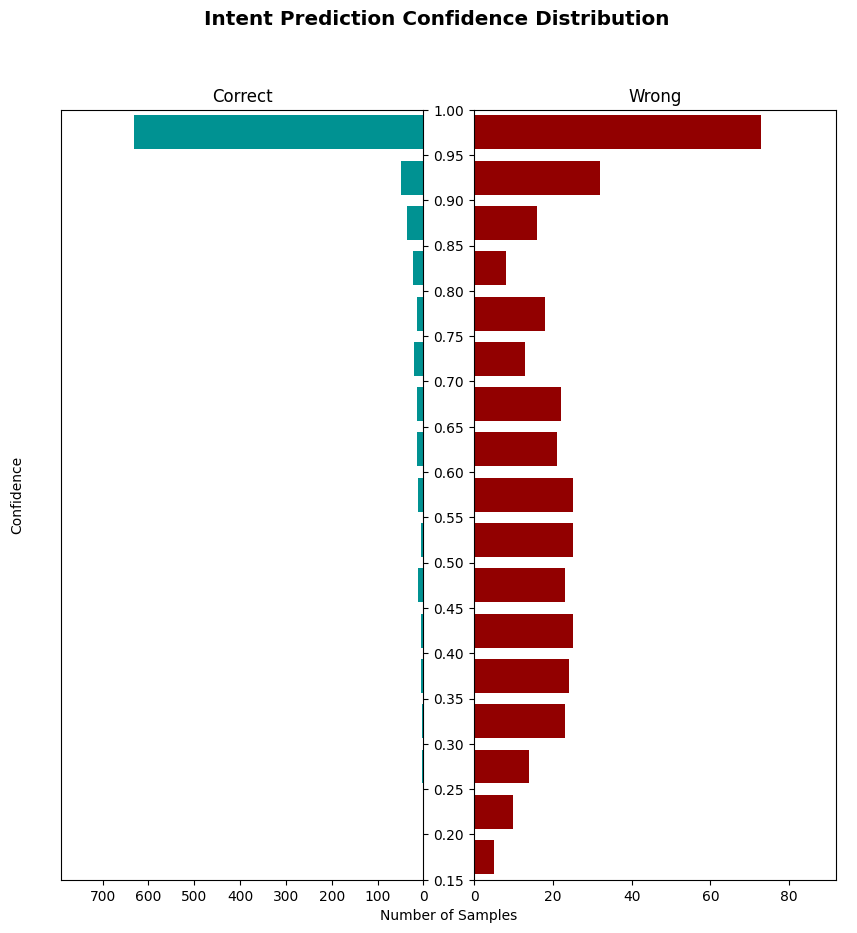 Intent Prediction Confidence Distribution
Correct
Wrong
Confidence
1.00
0.95
0.90
0.85
0.80
0.75
0.70
0.65
0.60
0.55
0.50
0.45
0.40
0.35
0.30
0.25
0.20
0.15
700 600 500 400 300 200 100 0
0 20 40 60 80
Number of Samples